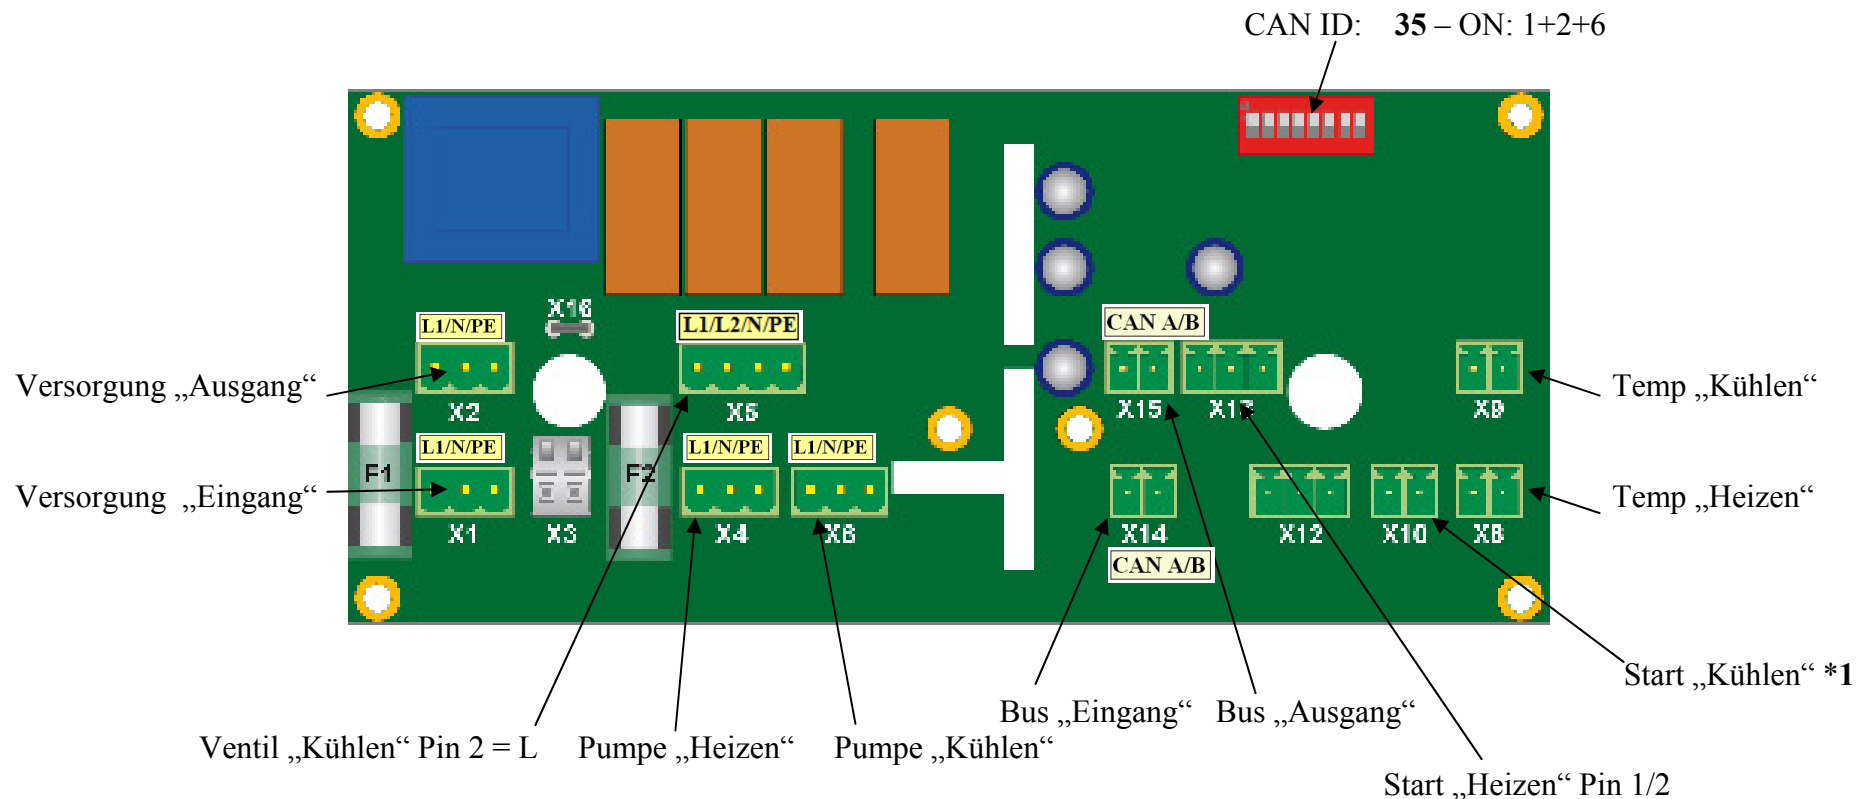 CAN ID: 35 – ON: 1+2+6
X16
L1/N/PE
L1/L2/N/PE
CAN A/B
Versorgung „Ausgang“
Temp „Kühlen“
X2
X5
X15
X9
L1/N/PE
L1/N/PE
L1/N/PE
F1
F2
Versorgung „Eingang“
Temp „Heizen“
X1
X3
X4
X6
X14
X12
X10
X8
CAN A/B
Start „Kühlen“ *1
Bus „Eingang“ Bus „Ausgang“
Ventil „Kühlen“ Pin 2 = L Pumpe „Heizen“ Pumpe „Kühlen“
Start „Heizen“ Pin 1/2